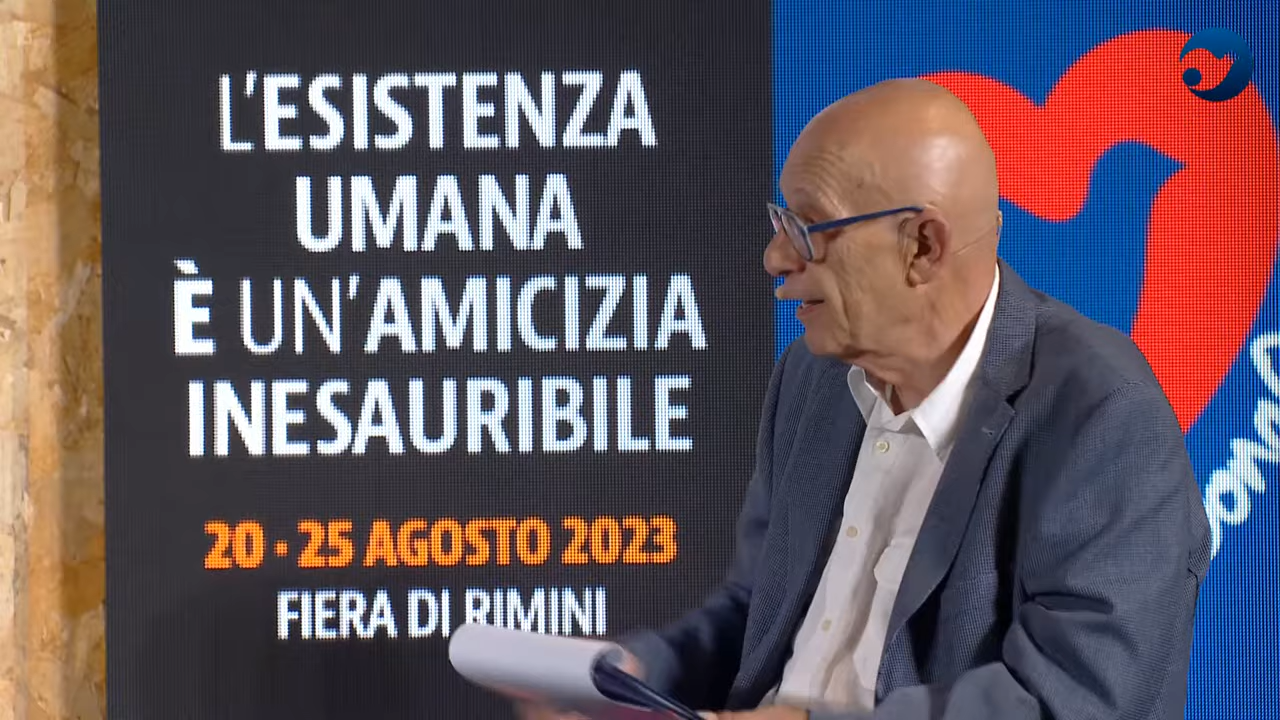 L'ESISTENZA
UMANA
È UN'AMICIZIA
INESAURIBILE
20 - 25 AGOSTO 2023
FIERA DI RIMINI